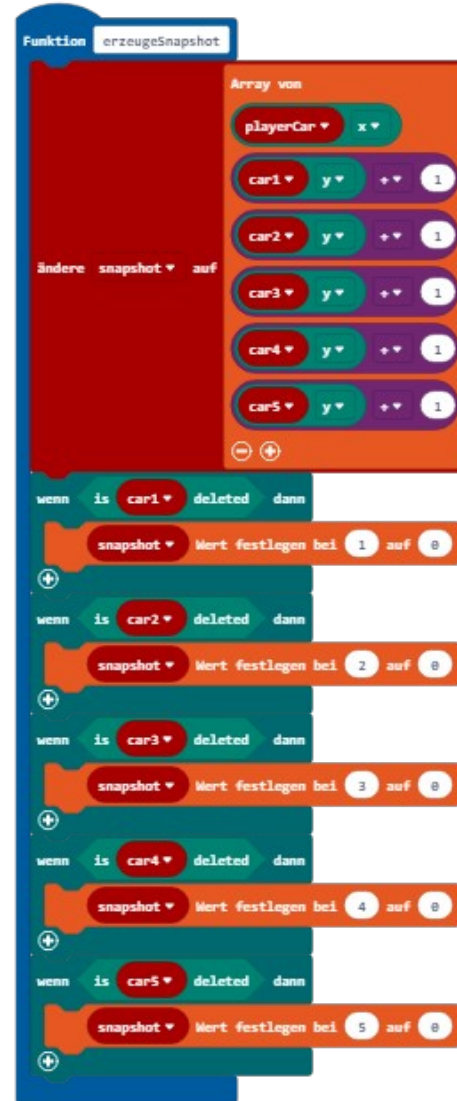 Funktion erzeugeSnapshot
Array von
playerCar x
car1 y + 1
car2 y + 1
ändere snapshot auf
car3 y + 1
car4 y + 1
car5 y + 1
wenn is car1 deleted dann
snapshot Wert festlegen bei 1 auf 0
wenn is car2 deleted dann
snapshot Wert festlegen bei 2 auf 0
wenn is car3 deleted dann
snapshot Wert festlegen bei 3 auf 0
wenn is car4 deleted dann
snapshot Wert festlegen bei 4 auf 0
wenn is car5 deleted dann
snapshot Wert festlegen bei 5 auf 0